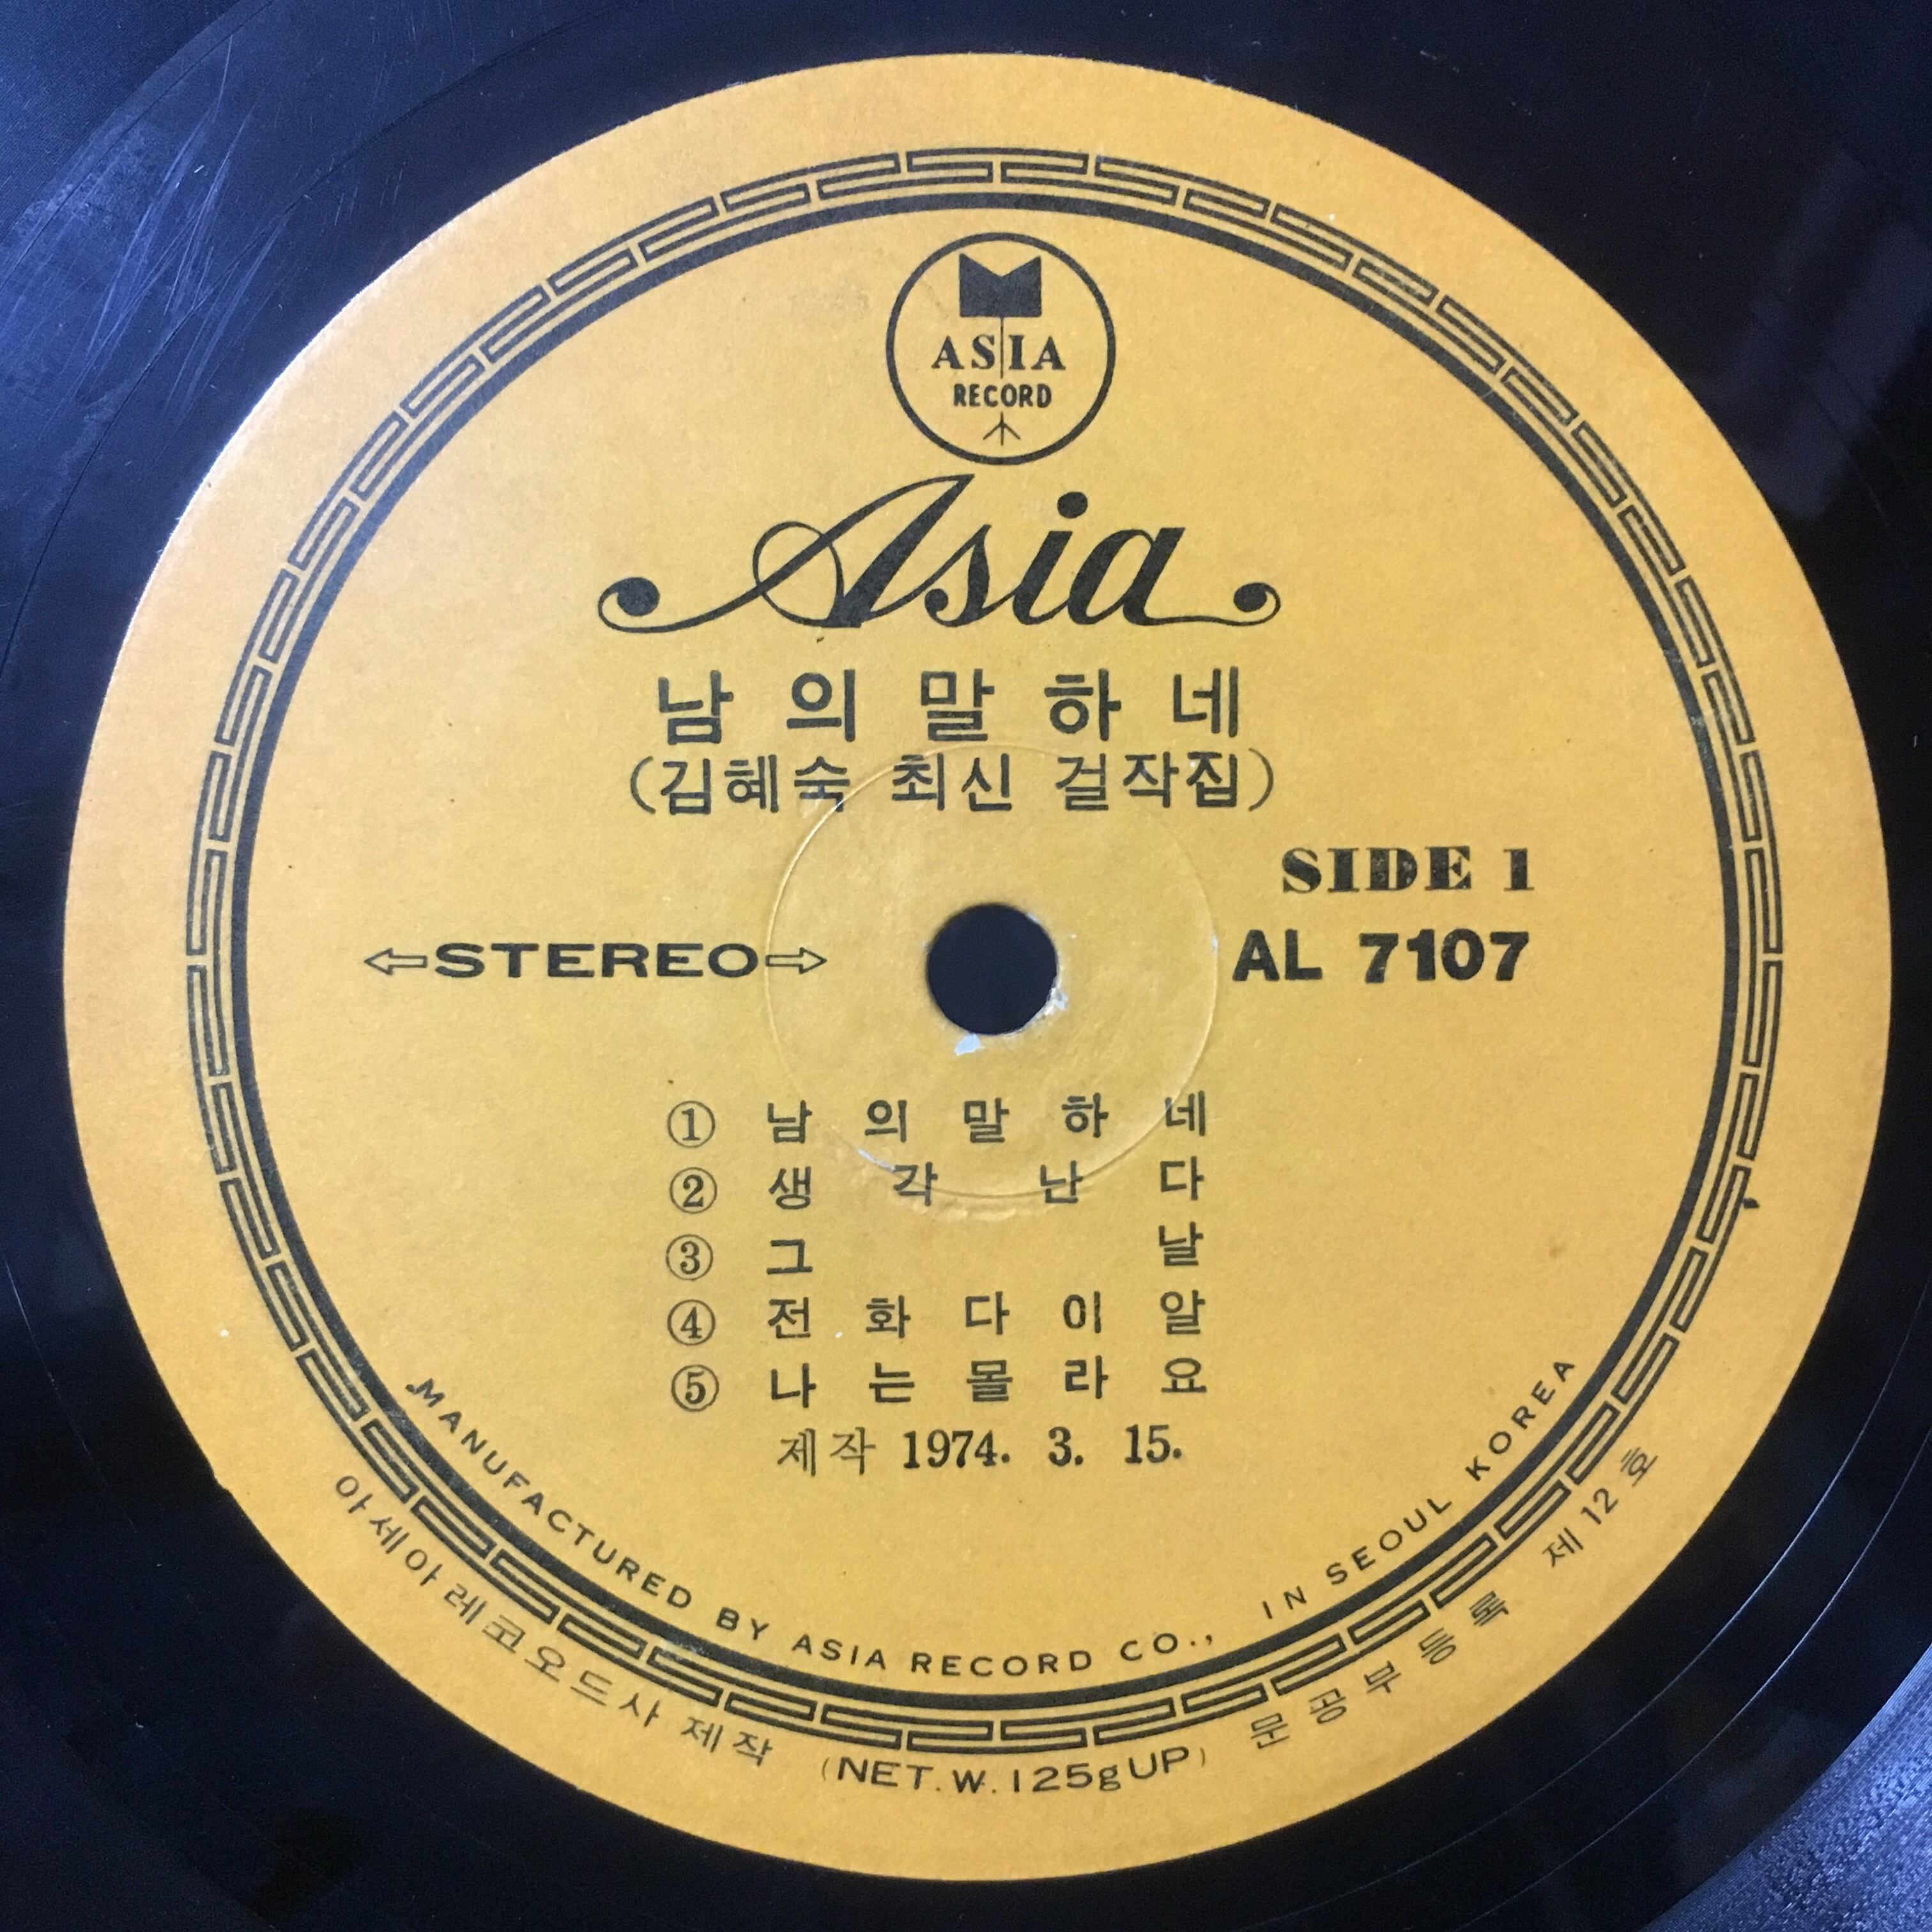 ASIA
RECORD
Asia
남의말하네
(김혜숙 최신 걸작집)
SIDE 1
STEREO
AL 7107
① 남의말하네
② 생각난다
③ 그날
④ 전화다이알
⑤ 나는몰라요
제작 1974. 3. 15.
MANUFACTURED BY ASIA RECORD CO., IN SEOUL KOREA
아세아레코오드사 제작 (NET.W.125gUP) 문공부등록 제12호